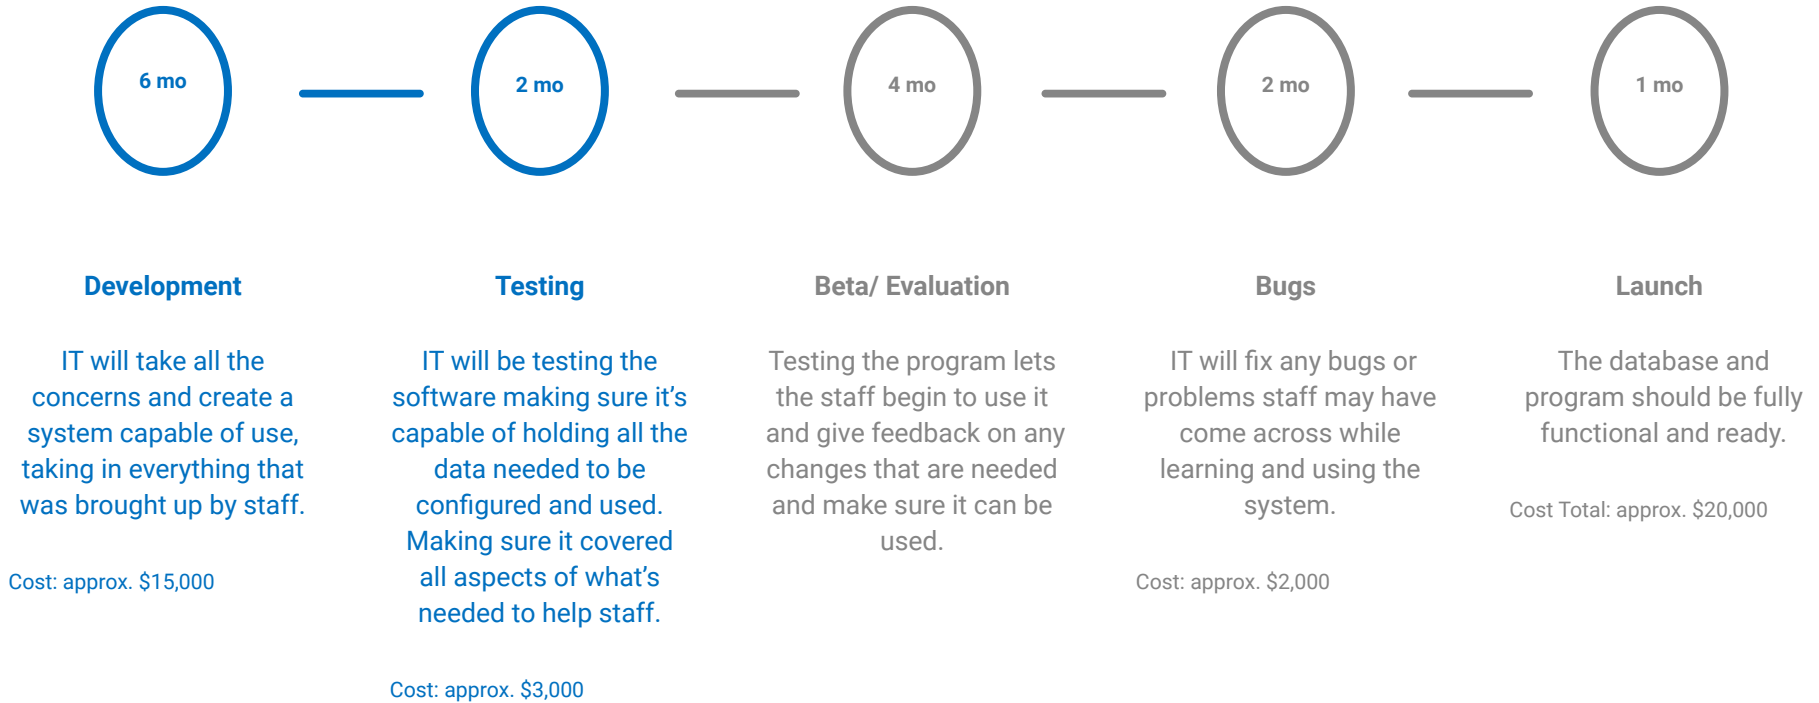 6 mo
2 mo
4 mo
2 mo
1 mo
Development
IT will take all the
concerns and create a
system capable of use,
taking in everything that
was brought up by staff.
Cost: approx. $15,000
Testing
IT will be testing the
software making sure it’s
capable of holding all the
data needed to be
configured and used.
Making sure it covered
all aspects of what’s
needed to help staff.
Cost: approx. $3,000
Beta/ Evaluation
Testing the program lets
the staff begin to use it
and give feedback on any
changes that are needed
and make sure it can be
used.
Bugs
IT will fix any bugs or
problems staff may have
come across while
learning and using the
system.
Cost: approx. $2,000
Launch
The database and
program should be fully
functional and ready.
Cost Total: approx. $20,000